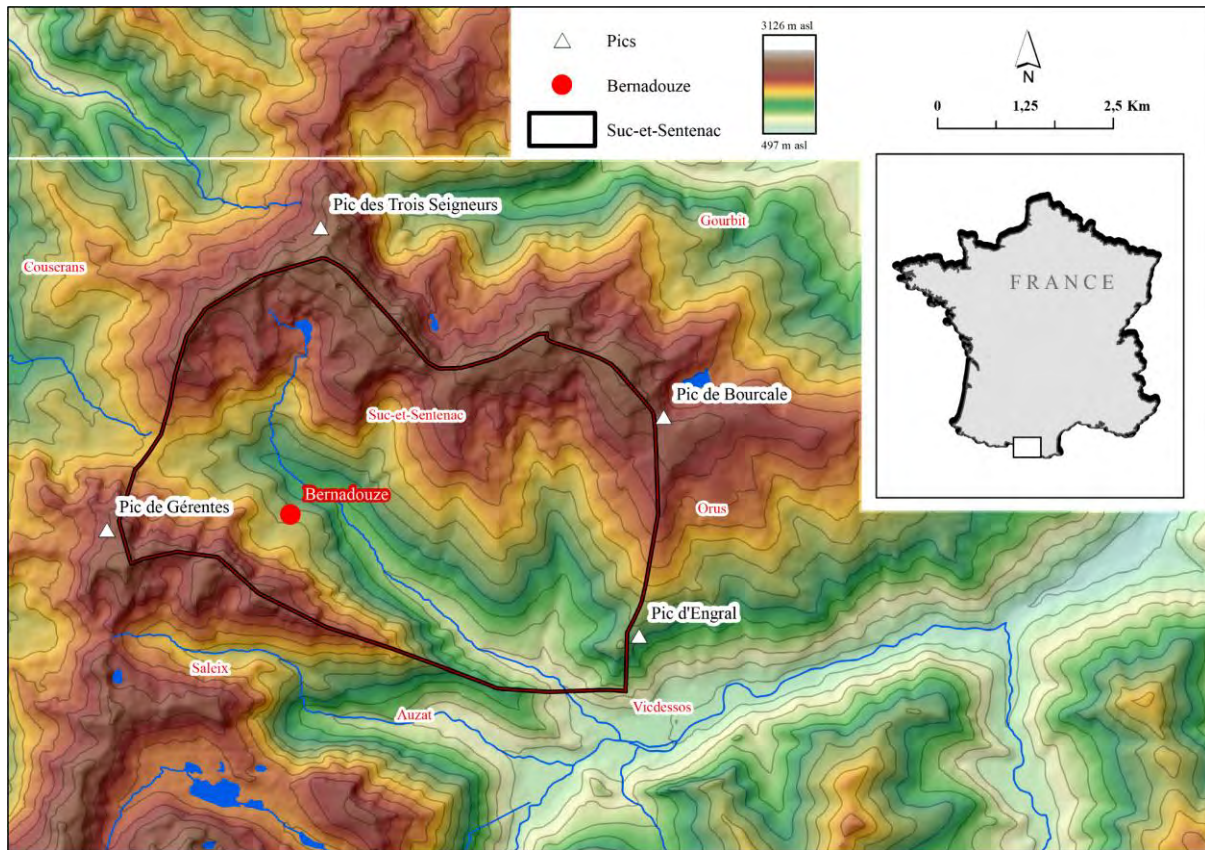 3126 m asl
Pics
Bernadouze
Suc-et-Sentenac
497 m asl
N
0 1,25 2,5 Km
Pic des Trois Seigneurs
Gourbit
Couserans
FRANCE
Pic de Bourcale
Suc-et-Sentenac
Bernadouze
Pic de Gérentes
Orus
Pic d'Engral
Saleix
Vicdessos
Auzat